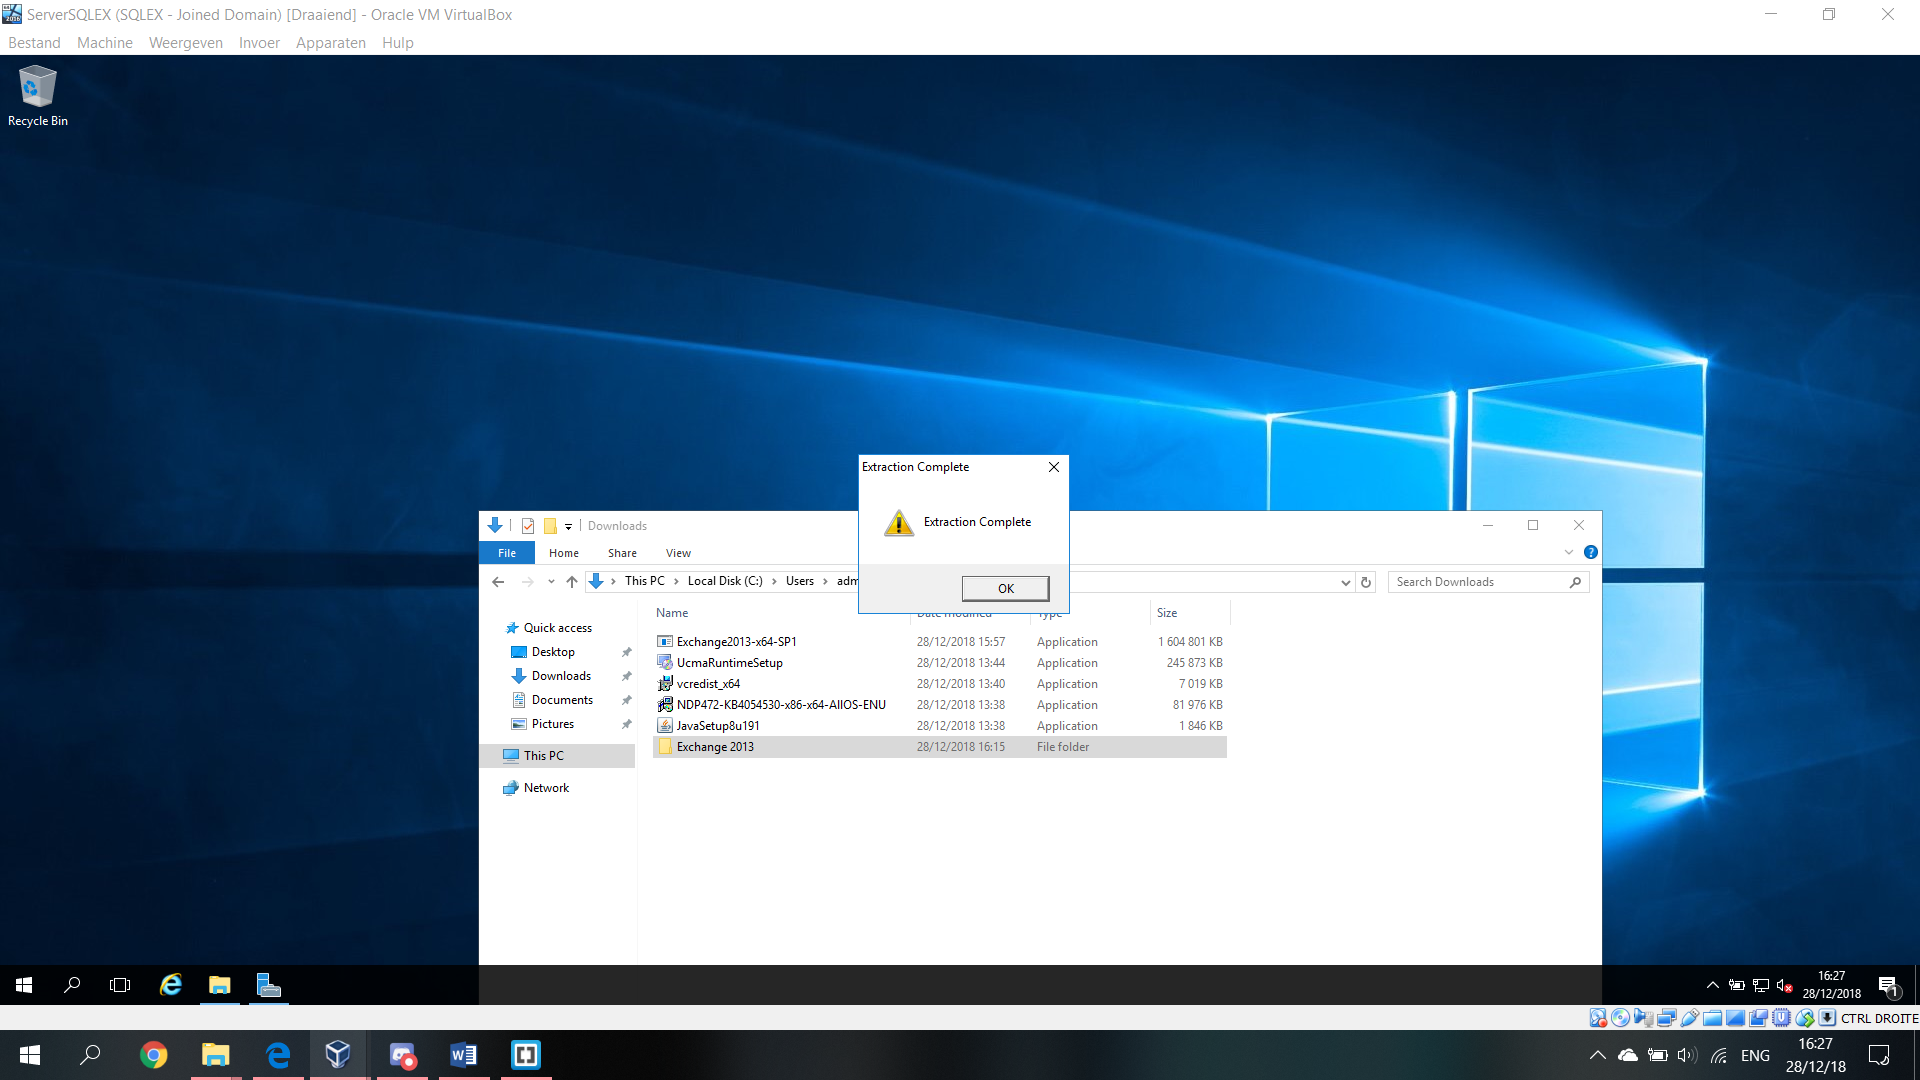 ServerSQLEX (SQLEX - Joined Domain) [Draaiend] - Oracle VM VirtualBox
Bestand Machine Weergeven Invoer Apparaten Hulp
Recycle Bin
Extraction Complete
Extraction Complete
OK
Downloads
File Home Share View
This PC Local Disk (C:) Users adm
Search Downloads
Quick access
Desktop
Downloads
Documents
Pictures
This PC
Network
Name Date modified Type Size
Exchange2013-x64-SP1 28/12/2018 15:57 Application 1 604 801 KB
UcmaRuntimeSetup 28/12/2018 13:44 Application 245 873 KB
vcredist_x64 28/12/2018 13:40 Application 7 019 KB
NDP472-KB4054530-x86-x64-AllOS-ENU 28/12/2018 13:38 Application 81 976 KB
JavaSetup8u191 28/12/2018 13:38 Application 1 846 KB
Exchange 2013 28/12/2018 16:15 File folder
16:27
28/12/2018
1
CTRL DROITE
ENG
16:27
28/12/18